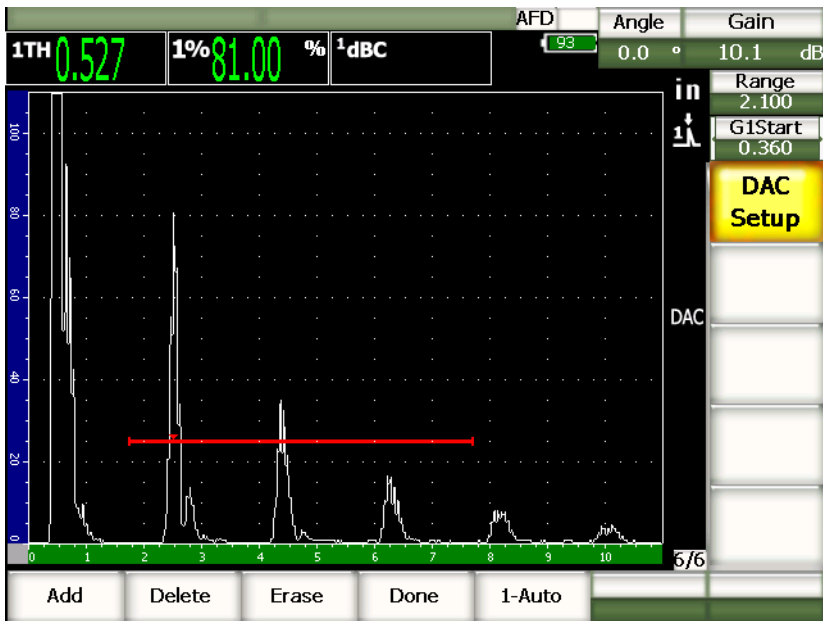 AFD Angle Gain
1TH 0.527 1% 81.00 % 1dBC 93 0.0 ° 10.1 dB
in Range
2.100
1 G1Start
0.360
DAC
Setup
DAC
100
80
60
40
20
0
0 1 2 3 4 5 6 7 8 9 10
6/6
Add Delete Erase Done 1-Auto